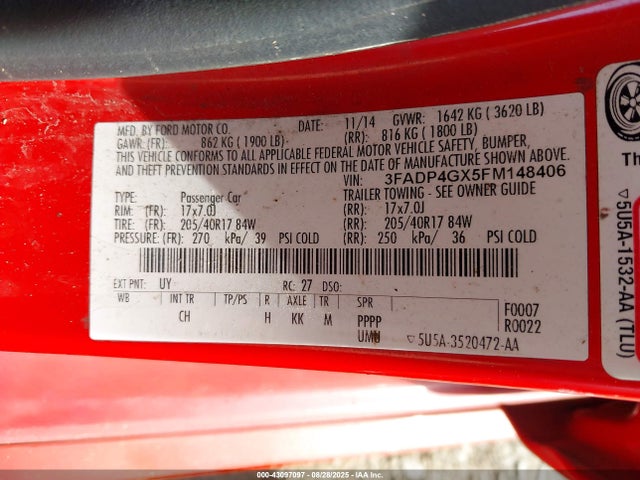 MFD. BY FORD MOTOR CO. DATE: 11/14 GVWR: 1642 KG ( 3620 LB)
GAWR: (FR): 862 KG ( 1900 LB) (RR): 816 KG ( 1800 LB)
THIS VEHICLE CONFORMS TO ALL APPLICABLE FEDERAL MOTOR VEHICLE SAFETY, BUMPER,
AND THEFT PREVENTION STANDARDS IN EFFECT ON THE DATE OF MANUFACTURE SHOWN ABOVE.
VIN: 3FADP4GX5FM148406
TYPE: Passenger Car TRAILER TOWING - SEE OWNER GUIDE
RIM: (FR) 17x7.0J (RR): 17x7.0J
TIRE: (FR) 205/40R17 84W (RR): 205/40R17 84W
PRESSURE: (FR) 270 kPa/ 39 PSI COLD (RR): 250 kPa/ 36 PSI COLD
EXT PNT: UY RC: 27 DSO:
WB INT TR TP/PS R AXLE TR SPR
CH H KK M PPPP
UMU
F0007
R0022
▽5U5A-3520472-AA
Th
▽5U5A-1532-AA (TLU)
000-43097097 - 08/28/2025 - IAA Inc.